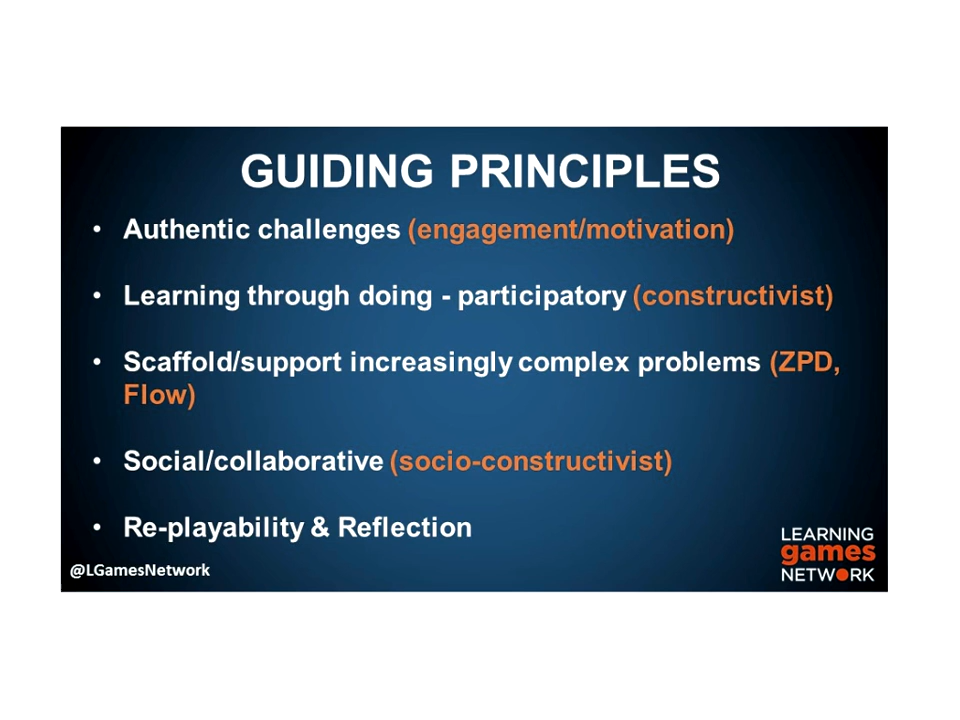 GUIDING PRINCIPLES
• Authentic challenges (engagement/motivation)
• Learning through doing - participatory (constructivist)
• Scaffold/support increasingly complex problems (ZPD,
Flow)
• Social/collaborative (socio-constructivist)
• Re-playability & Reflection
@LGamesNetwork
LEARNING
games
NETWORK